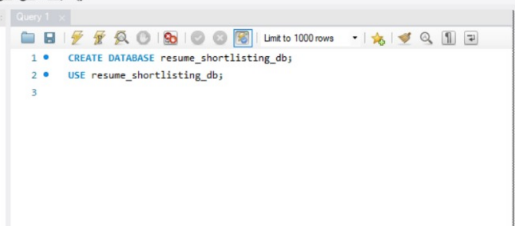 Query 1
Limit to 1000 rows
1 CREATE DATABASE resume_shortlisting_db;
2 USE resume_shortlisting_db;
3